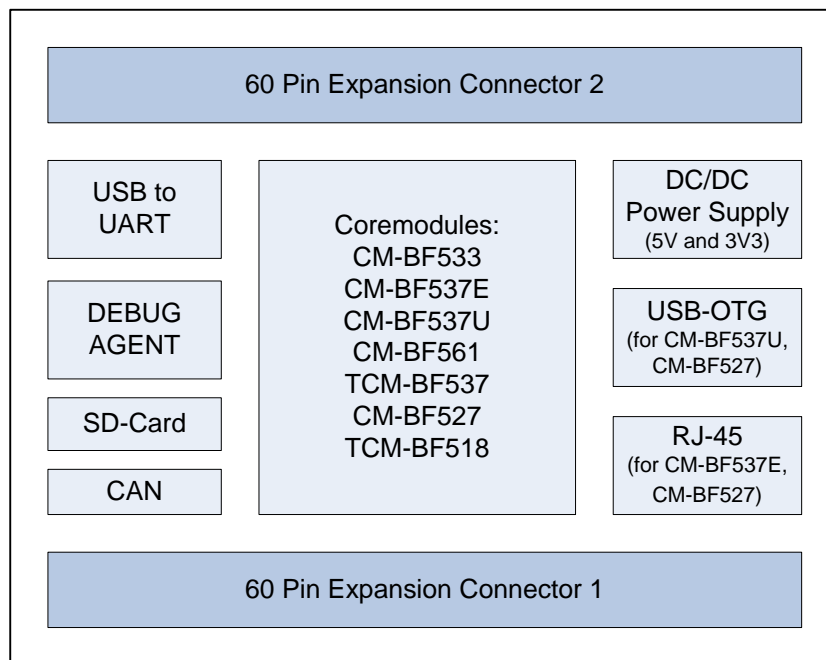 60 Pin Expansion Connector 2
USB to
UART
DEBUG
AGENT
SD-Card
CAN
Coremodules:
CM-BF533
CM-BF537E
CM-BF537U
CM-BF561
TCM-BF537
CM-BF527
TCM-BF518
DC/DC
Power Supply
(5V and 3V3)
USB-OTG
(for CM-BF537U,
CM-BF527)
RJ-45
(for CM-BF537E,
CM-BF527)
60 Pin Expansion Connector 1